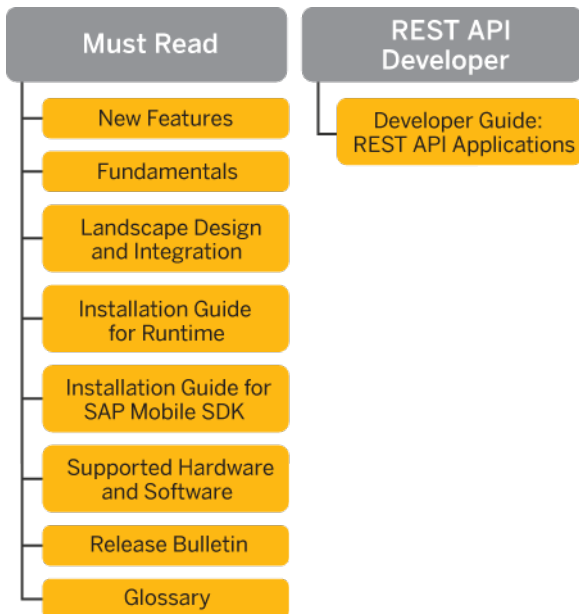 Must Read
New Features
Fundamentals
Landscape Design
and Integration
Installation Guide
for Runtime
Installation Guide for
SAP Mobile SDK
Supported Hardware
and Software
Release Bulletin
Glossary
REST API
Developer
Developer Guide:
REST API Applications